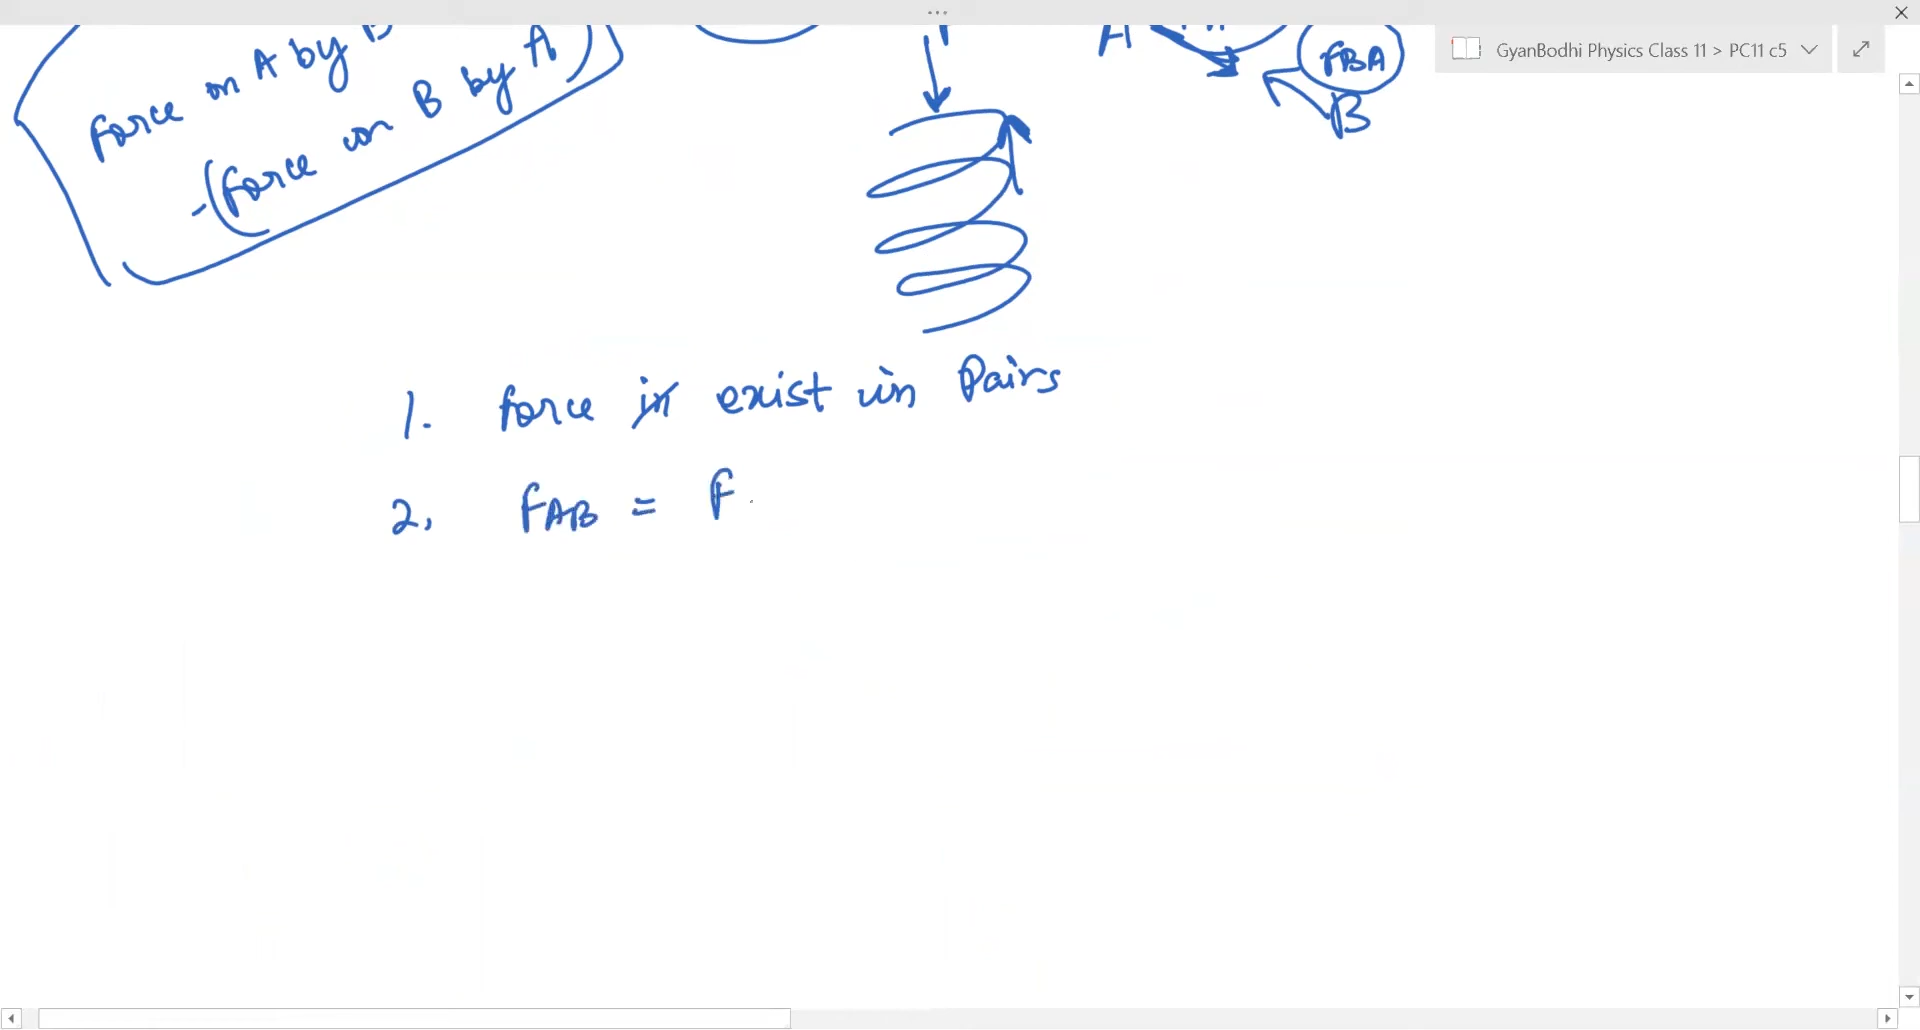 GyanBodhi Physics Class 11 > PC11 c5
Force on A by B
-(Force on B by A)
A
FBA
B
1. Force exist in Pairs
2. FAB = F